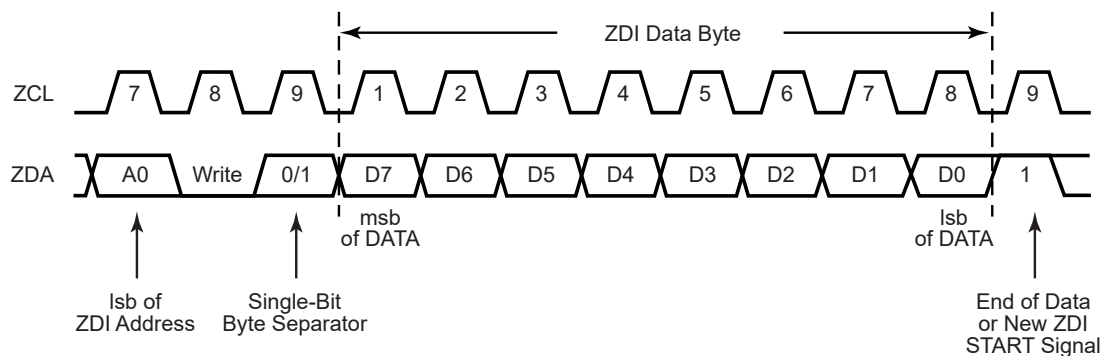 ZDI Data Byte
ZCL 7 8 9 1 2 3 4 5 6 7 8 9
ZDA A0 Write 0/1 D7 D6 D5 D4 D3 D2 D1 D0 1
msb
of DATA
lsb
of DATA
lsb of
ZDI Address
Single-Bit
Byte Separator
End of Data
or New ZDI
START Signal